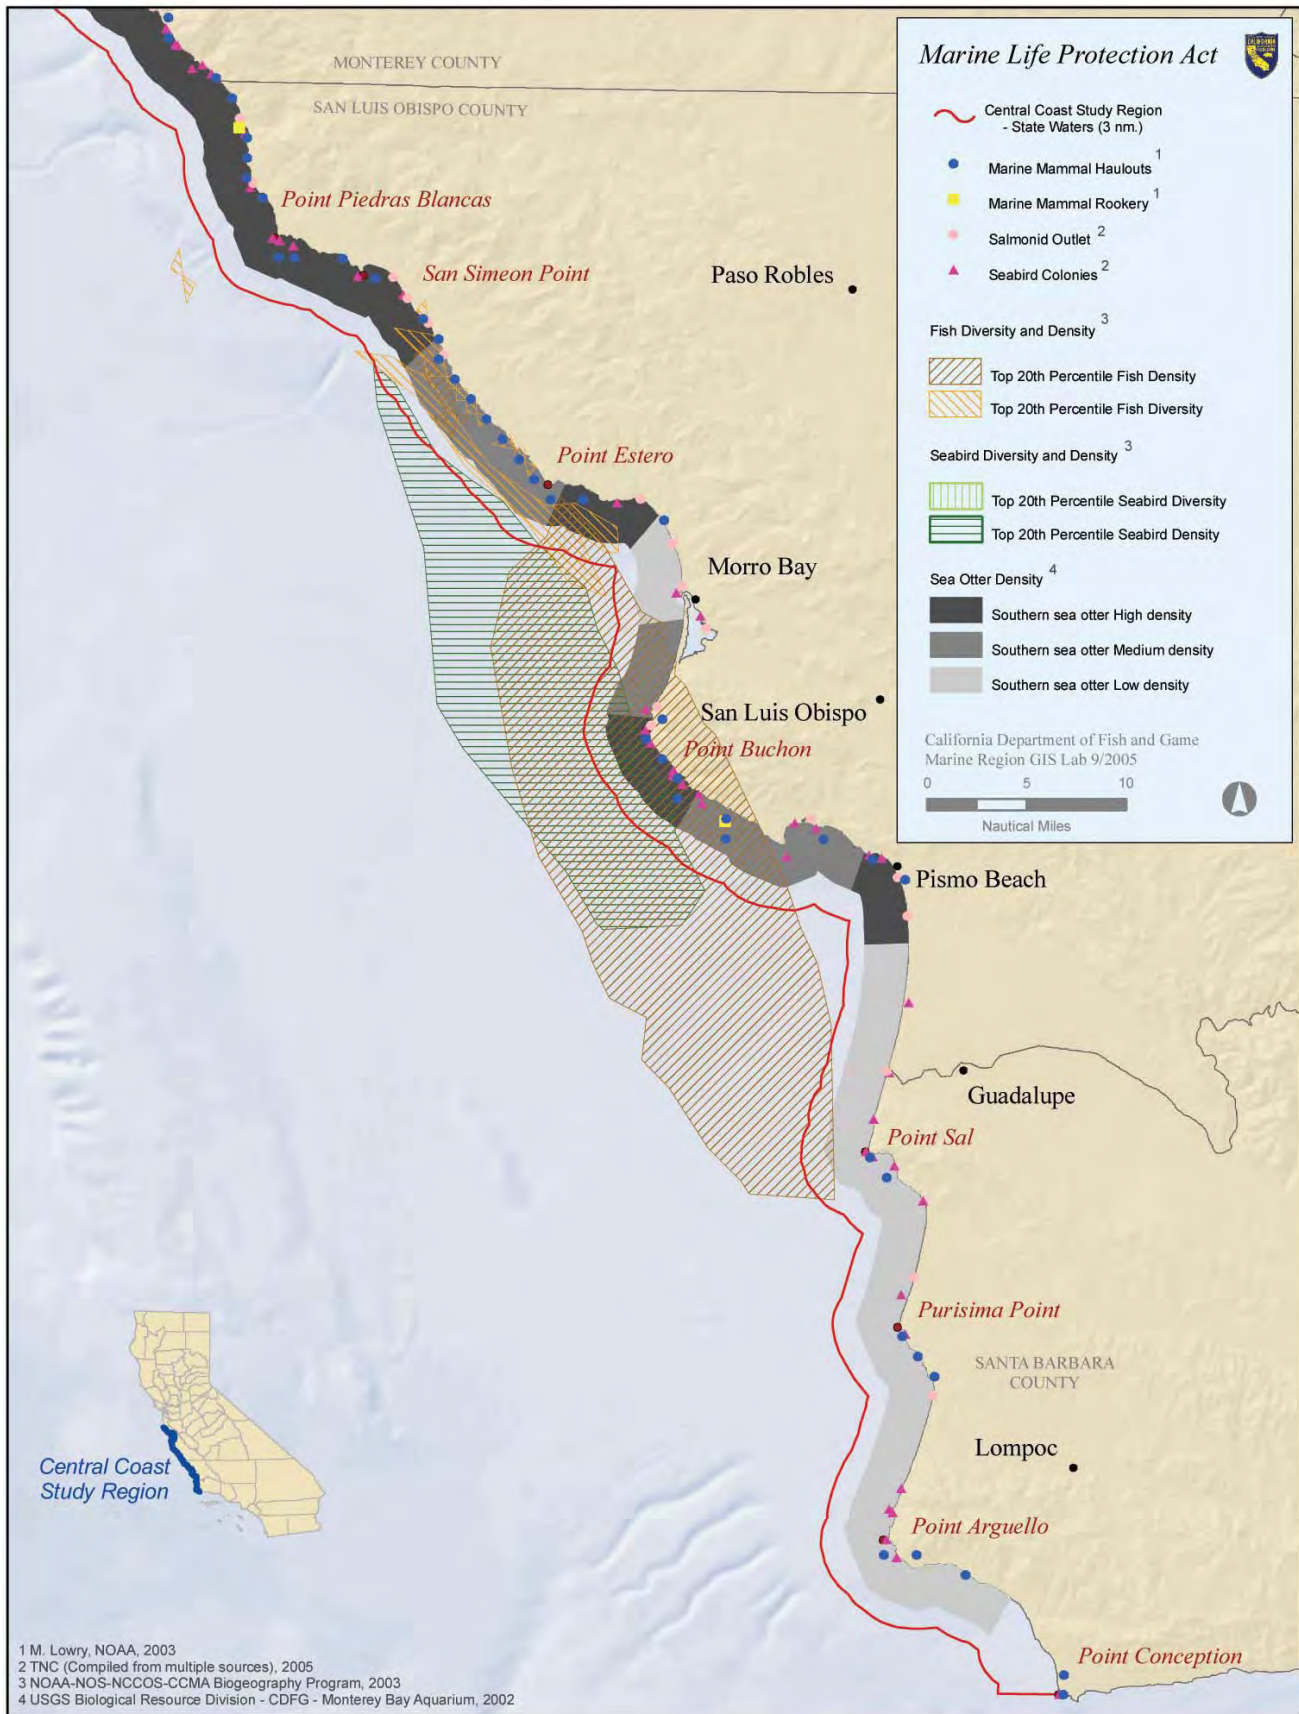 MONTEREY COUNTY
SAN LUIS OBISPO COUNTY
Point Piedras Blancas
San Simeon Point
Paso Robles
Point Estero
Morro Bay
San Luis Obispo
Point Buchon
Pismo Beach
Guadalupe
Point Sal
Purisima Point
SANTA BARBARA
COUNTY
Lompoc
Point Arguello
Point Conception
Marine Life Protection Act
CALIFORNIA
Central Coast Study Region
- State Waters (3 nm.)
Marine Mammal Haulouts 1
Marine Mammal Rookery 1
Salmonid Outlet 2
Seabird Colonies 2
Fish Diversity and Density 3
Top 20th Percentile Fish Density
Top 20th Percentile Fish Diversity
Seabird Diversity and Density 3
Top 20th Percentile Seabird Diversity
Top 20th Percentile Seabird Density
Sea Otter Density 4
Southern sea otter High density
Southern sea otter Medium density
Southern sea otter Low density
California Department of Fish and Game
Marine Region GIS Lab 9/2005
0 5 10
Nautical Miles
Central Coast
Study Region
1 M. Lowry, NOAA, 2003
2 TNC (Compiled from multiple sources), 2005
3 NOAA-NOS-NCCOS-CCMA Biogeography Program, 2003
4 USGS Biological Resource Division - CDFG - Monterey Bay Aquarium, 2002